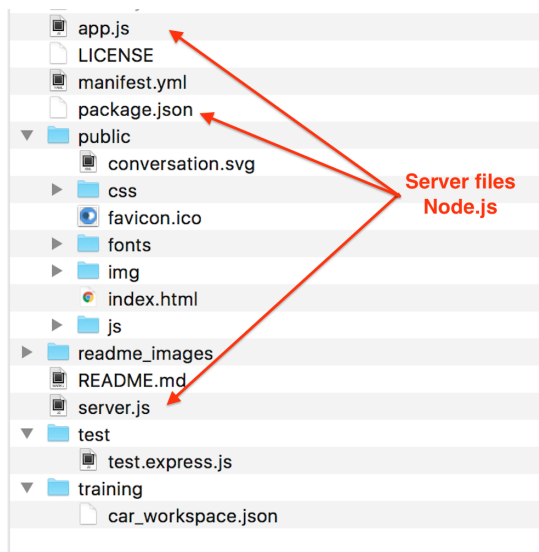 app.js
LICENSE
manifest.yml
package.json
public
conversation.svg
css
favicon.ico
fonts
img
index.html
js
readme_images
README.md
server.js
test
test.express.js
training
car_workspace.json
Server files
Node.js